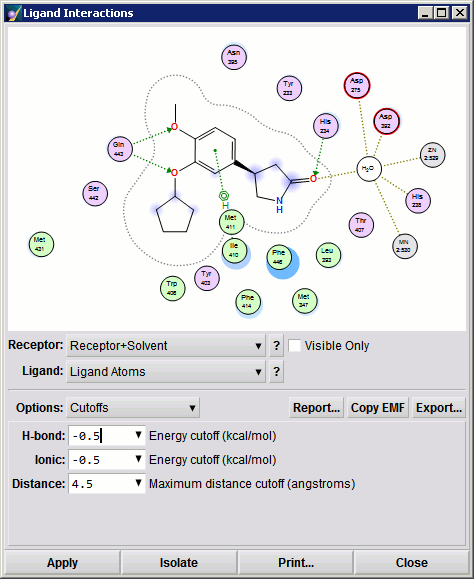 Ligand Interactions
Asn
395
Tyr
233
Asp
275
Asp
392
His
234
Gln
443
O
O
O
NH
H
H₂O
ZN
2:529
Ser
442
Met
411
His
238
Thr
407
MN
2:530
Met
431
Ile
410
Phe
446
Leu
393
Tyr
403
Trp
406
Phe
414
Met
347
Receptor: Receptor+Solvent ? Visible Only
Ligand: Ligand Atoms ?
Options: Cutoffs Report... Copy EMF Export...
H-bond: -0.5 Energy cutoff (kcal/mol)
Ionic: -0.5 Energy cutoff (kcal/mol)
Distance: 4.5 Maximum distance cutoff (angstroms)
Apply Isolate Print... Close